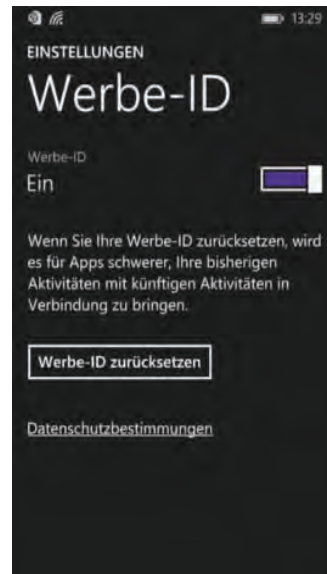 13:29
EINSTELLUNGEN
Werbe-ID
Werbe-ID
Ein
Wenn Sie Ihre Werbe-ID zurücksetzen, wird
es für Apps schwerer, Ihre bisherigen
Aktivitäten mit künftigen Aktivitäten in
Verbindung zu bringen.
Werbe-ID zurücksetzen
Datenschutzbestimmungen